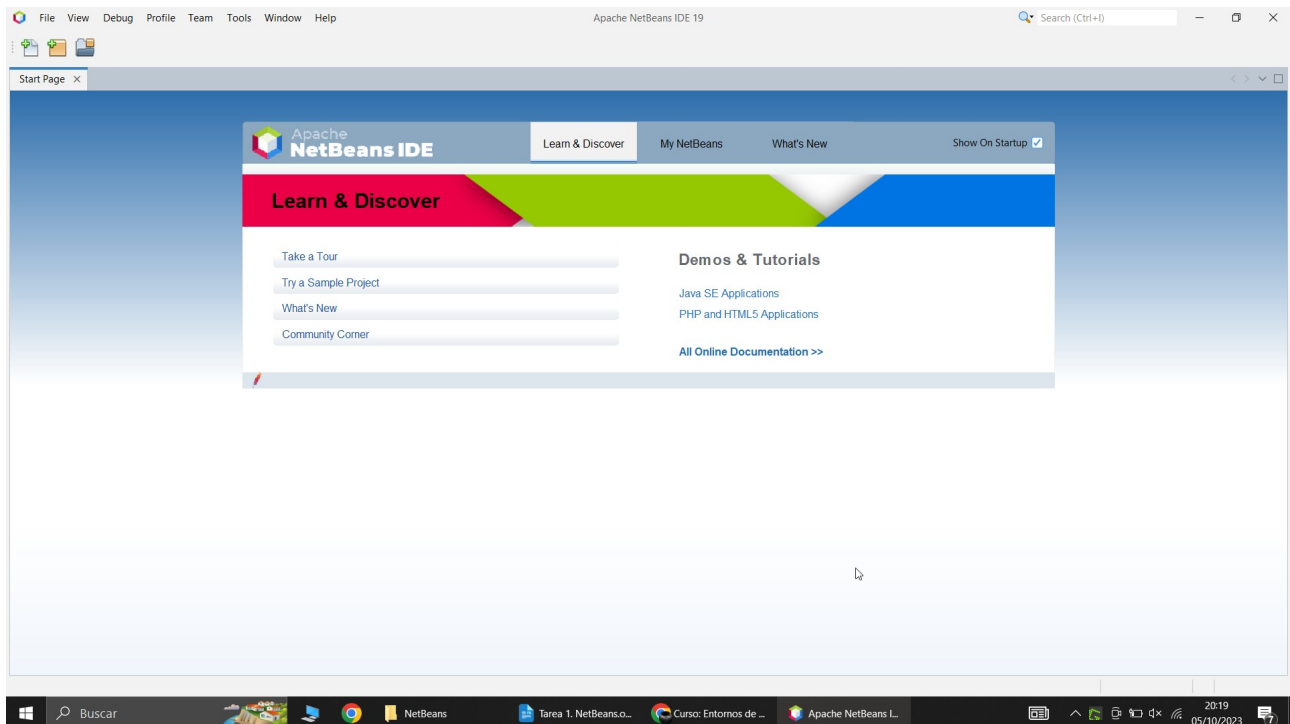 File View Debug Profile Team Tools Window Help Apache NetBeans IDE 19 Search (Ctrl+I)
Start Page
Apache
NetBeans IDE
Learn & Discover My NetBeans What's New Show On Startup
Learn & Discover
Take a Tour
Try a Sample Project
What's New
Community Corner
Demos & Tutorials
Java SE Applications
PHP and HTML5 Applications
All Online Documentation >>
Buscar NetBeans Tarea 1. NetBeans.o... Curso: Entornos de ... Apache NetBeans I... 20:19
05/10/2023 7